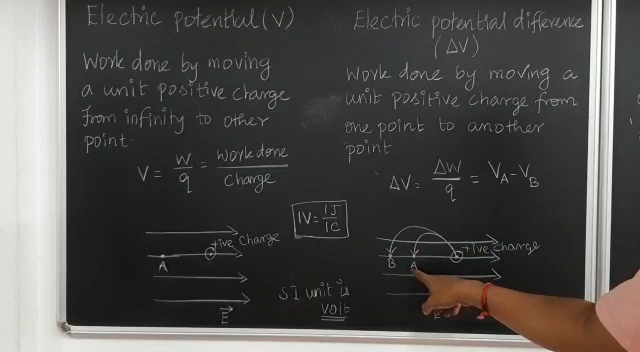 Electric potential (V)
Work done by moving
a unit positive charge
from infinity to other
point.
V = W/q = work done/charge
A
+tive charge
E
1V = 1J/1C
SI unit is
volt
Electric potential difference
(ΔV)
Work done by moving a
unit positive charge from
one point to another
point
ΔV = ΔW/q = VA - VB
B
A
+tive charge